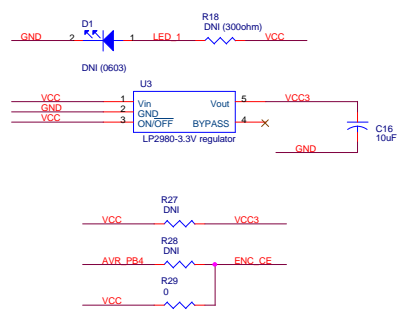 D1
R18
DNI (300ohm)
GND 2 1 LED_1 VCC
DNI (0603)
U3
VCC 1 Vin Vout 5 VCC3
GND 2 GND
VCC 3 ON/OFF BYPASS 4
LP2980-3.3V regulator
C16
10uF
GND
R27
DNI
VCC VCC3
R28
DNI
AVR_PB4 ENC_CE
R29
0
VCC